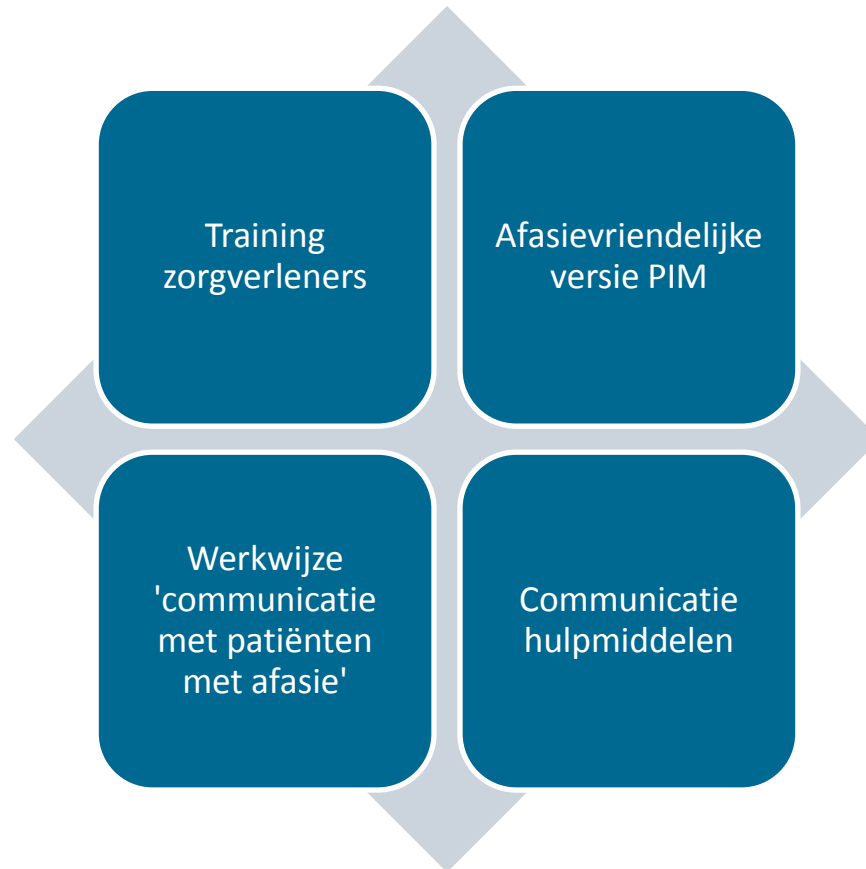 Training
zorgverleners
Afasievriendelijke
versie PIM
Werkwijze
'communicatie
met patiënten
met afasie'
Communicatie
hulpmiddelen